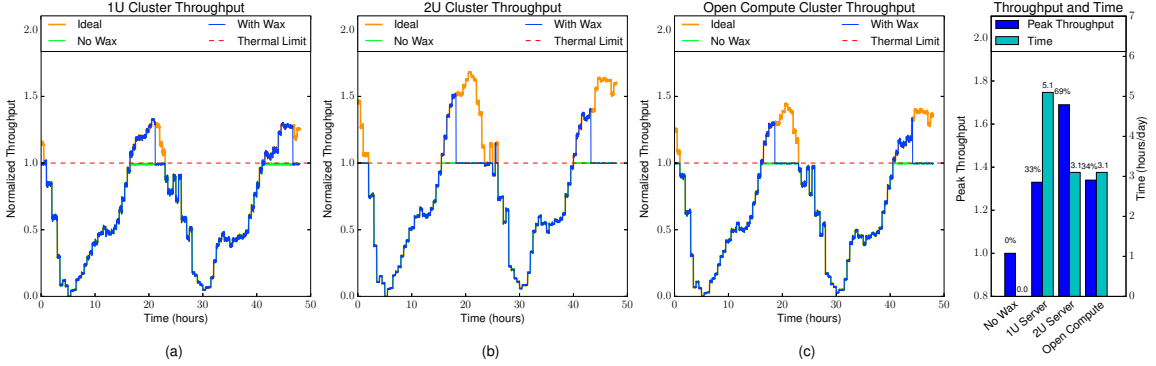 1U Cluster Throughput
Ideal
With Wax
No Wax
Thermal Limit
Normalized Throughput
2.0
1.5
1.0
0.5
0.0
0 10 20 30 40 50
Time (hours)
(a)
2U Cluster Throughput
Ideal
With Wax
No Wax
Thermal Limit
Normalized Throughput
2.0
1.5
1.0
0.5
0.0
0 10 20 30 40 50
Time (hours)
(b)
Open Compute Cluster Throughput
Ideal
With Wax
No Wax
Thermal Limit
Normalized Throughput
2.0
1.5
1.0
0.5
0.0
0 10 20 30 40 50
Time (hours)
(c)
Throughput and Time
Peak Throughput
Time
Peak Throughput
2.0
1.8
1.6
1.4
1.2
1.0
0.8
0%
0.0
33%
5.1
69%
3.1
34%
3.1
7
6
5
4
3
2
1
0
Time (hours/day)
No Wax
1U Server
2U Server
Open Compute